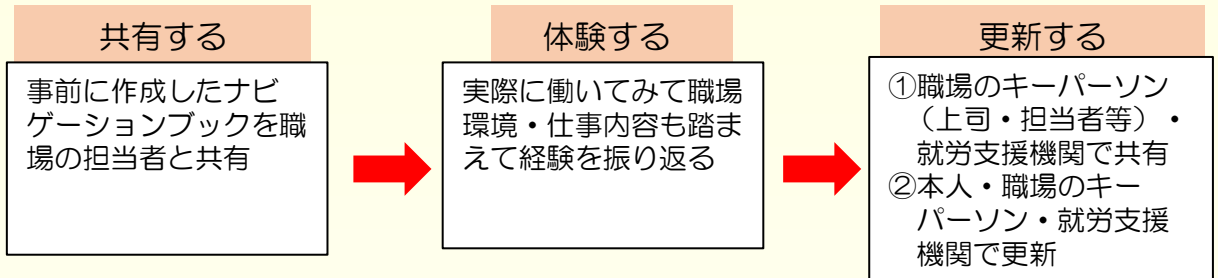 共有する
事前に作成したナビ
ゲーションブックを職
場の担当者と共有
体験する
実際に働いてみて職場
環境・仕事内容も踏ま
えて経験を振り返る
更新する
①職場のキーパーソン
（上司・担当者等）・
就労支援機関で共有
②本人・職場のキー
パーソン・就労支援
機関で更新